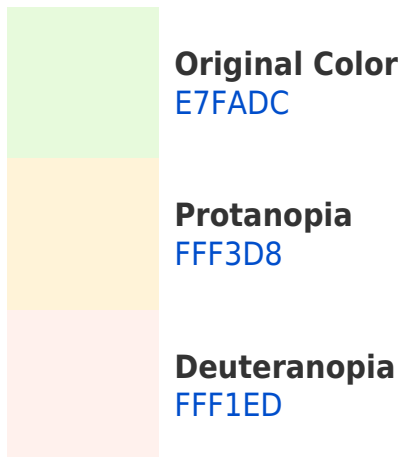 Original Color
E7FADC
Protanopia
FFF3D8
Deuteranopia
FFF1ED